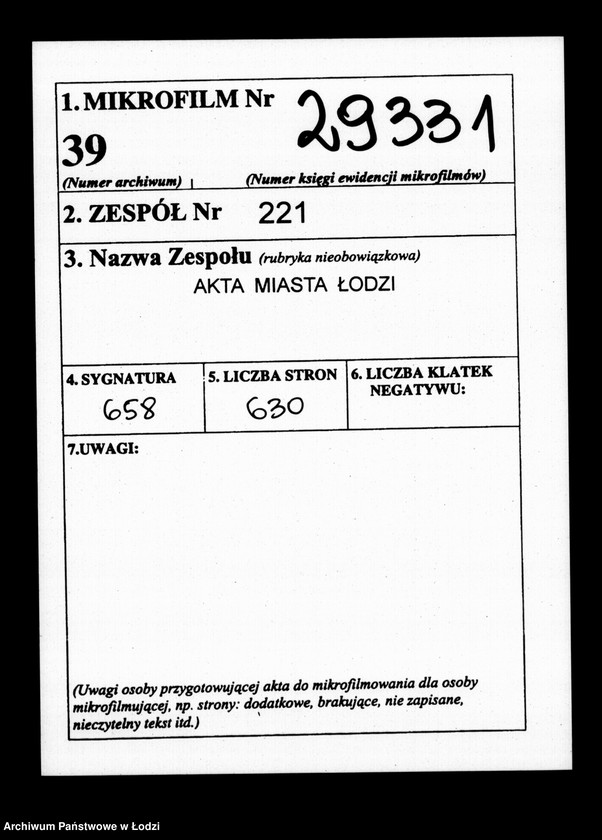 1. MIKROFILM Nr 29331
39
(Numer archiwum) (Numer księgi ewidencji mikrofilmów)
2. ZESPÓŁ Nr 221
3. Nazwa Zespołu (rubryka nieobowiązkowa)
AKTA MIASTA ŁODZI
4. SYGNATURA 5. LICZBA STRON 6. LICZBA KLATEK
NEGATYWU:
658 630
7.UWAGI:
(Uwagi osoby przygotowującej akta do mikrofilmowania dla osoby
mikrofilmującej, np. strony: dodatkowe, brakujące, nie zapisane,
nieczytelny tekst itd.)
Archiwum Państwowe w Łodzi